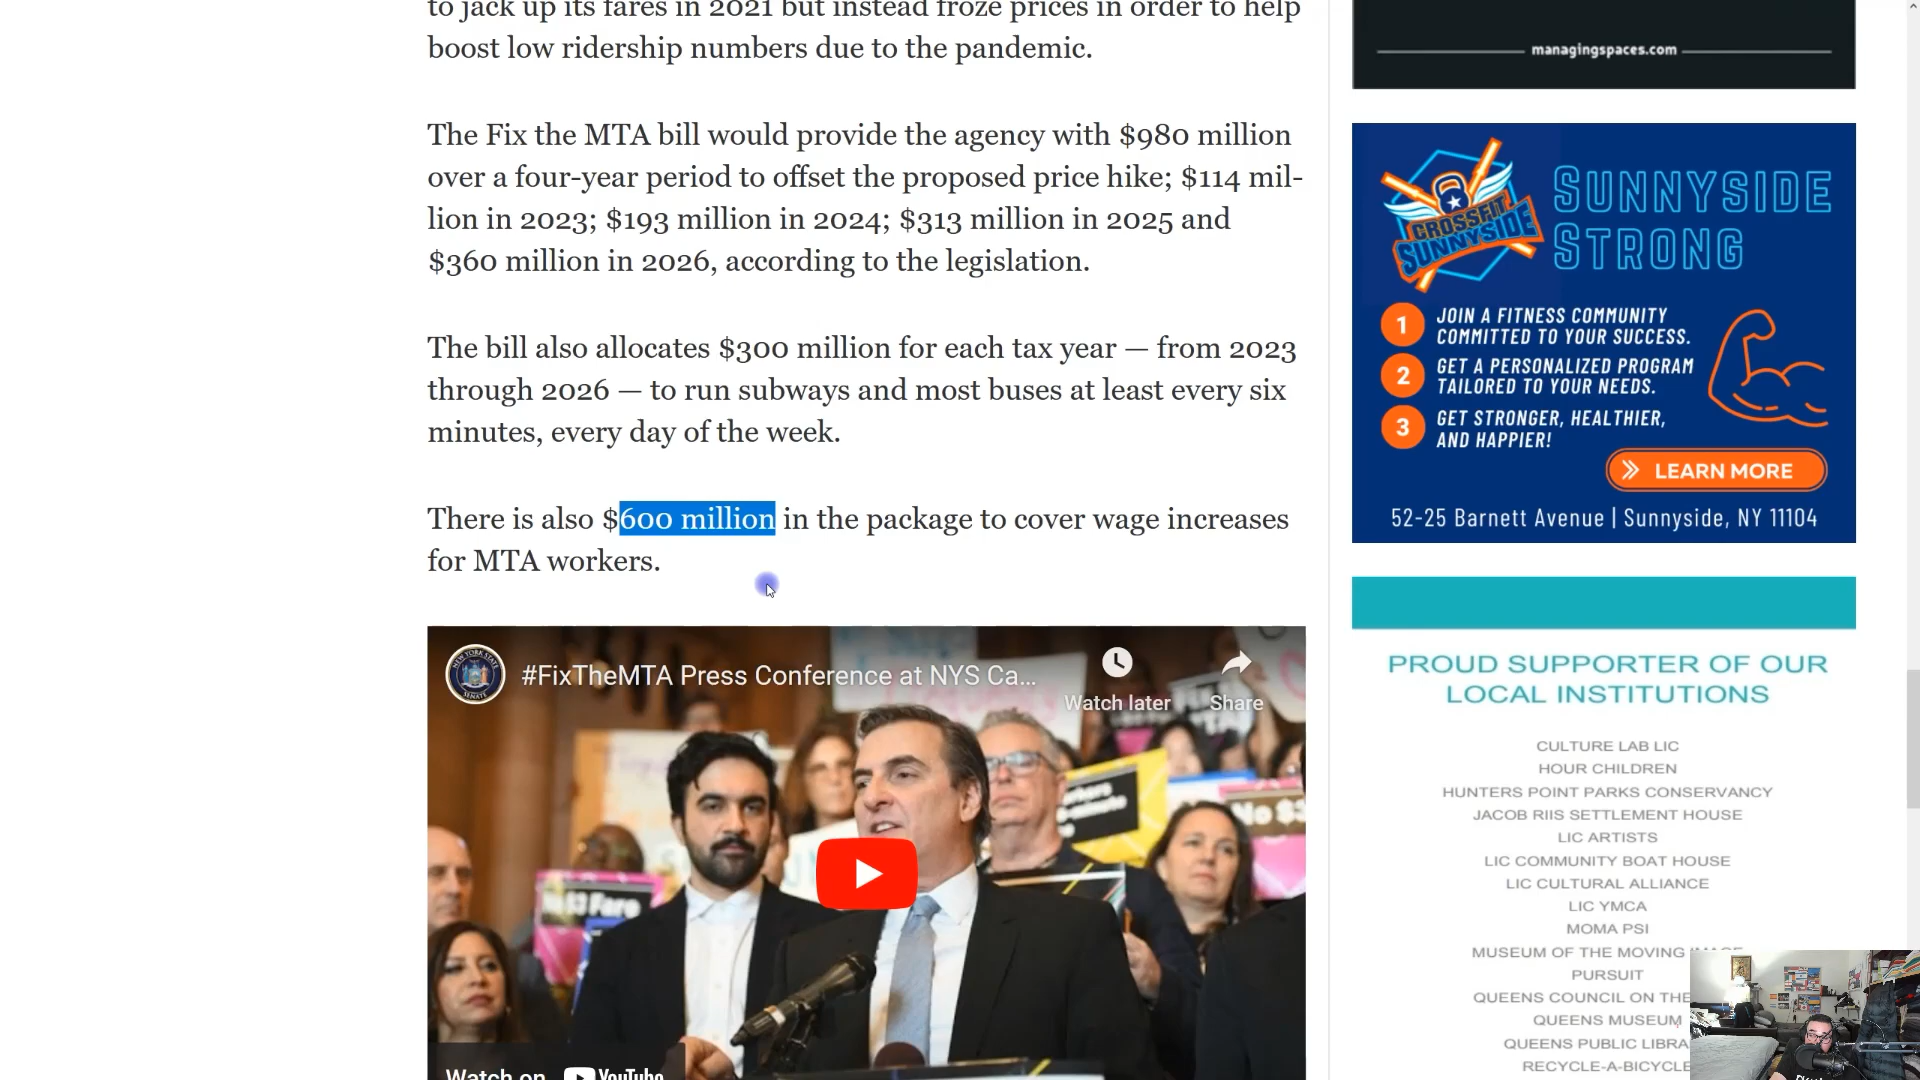 to jack up its fares in 2021 but instead froze prices in order to help
boost low ridership numbers due to the pandemic.
The Fix the MTA bill would provide the agency with $980 million
over a four-year period to offset the proposed price hike; $114 mil-
lion in 2023; $193 million in 2024; $313 million in 2025 and
$360 million in 2026, according to the legislation.
The bill also allocates $300 million for each tax year — from 2023
through 2026 — to run subways and most buses at least every six
minutes, every day of the week.
There is also $600 million in the package to cover wage increases
for MTA workers.
#FixTheMTA Press Conference at NYS Ca...
Watch later
Share
NEW YORK STATE
SENATE
No $3
$3 Fare
Watch on YouTube
managingspaces.com
CROSSFIT
SUNNYSIDE
SUNNYSIDE
STRONG
1 JOIN A FITNESS COMMUNITY
COMMITTED TO YOUR SUCCESS.
2 GET A PERSONALIZED PROGRAM
TAILORED TO YOUR NEEDS.
3 GET STRONGER, HEALTHIER,
AND HAPPIER!
LEARN MORE
52-25 Barnett Avenue | Sunnyside, NY 11104
PROUD SUPPORTER OF OUR
LOCAL INSTITUTIONS
CULTURE LAB LIC
HOUR CHILDREN
HUNTERS POINT PARKS CONSERVANCY
JACOB RIIS SETTLEMENT HOUSE
LIC ARTISTS
LIC COMMUNITY BOAT HOUSE
LIC CULTURAL ALLIANCE
LIC YMCA
MOMA PSI
MUSEUM OF THE MOVING IMAGE
PURSUIT
QUEENS COUNCIL ON THE
QUEENS MUSEUM
QUEENS PUBLIC LIBRA
RECYCLE-A-BICYCLE